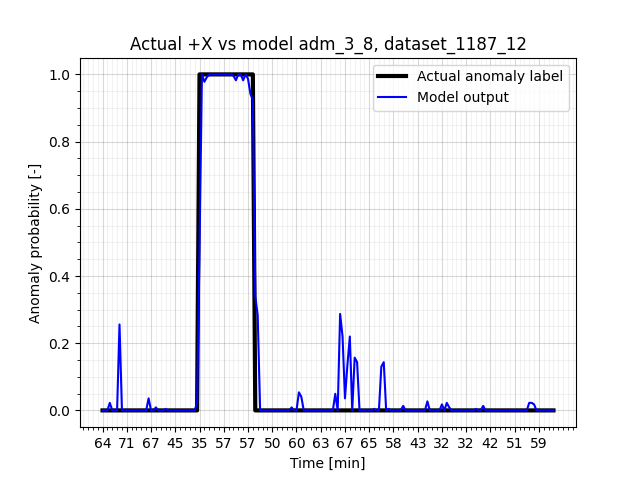 Actual +X vs model adm_3_8, dataset_1187_12
Actual anomaly label
Model output
Anomaly probability [-]
1.0
0.8
0.6
0.4
0.2
0.0
64 71 67 45 35 57 57 50 60 63 67 65 58 43 32 32 42 51 59
Time [min]